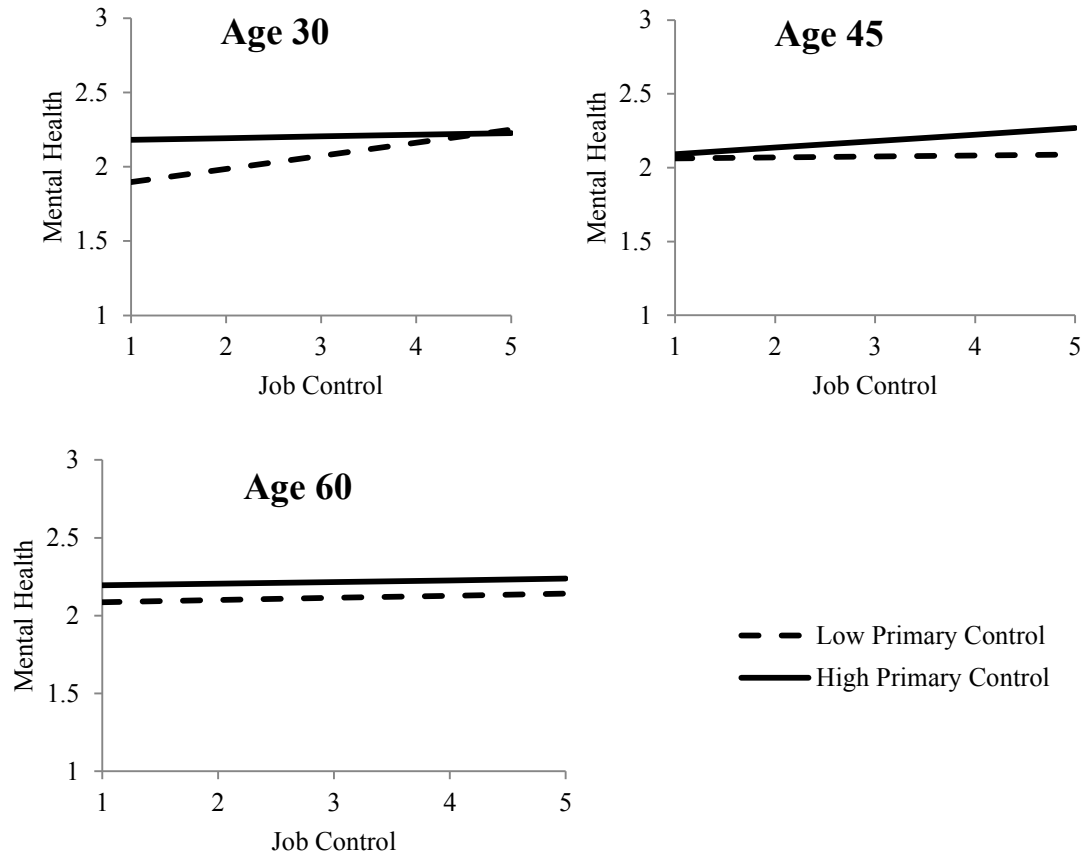 Age 30
3
2.5
2
1.5
1
Mental Health
1 2 3 4 5
Job Control
Age 45
3
2.5
2
1.5
1
Mental Health
1 2 3 4 5
Job Control
Age 60
3
2.5
2
1.5
1
Mental Health
1 2 3 4 5
Job Control
Low Primary Control
High Primary Control